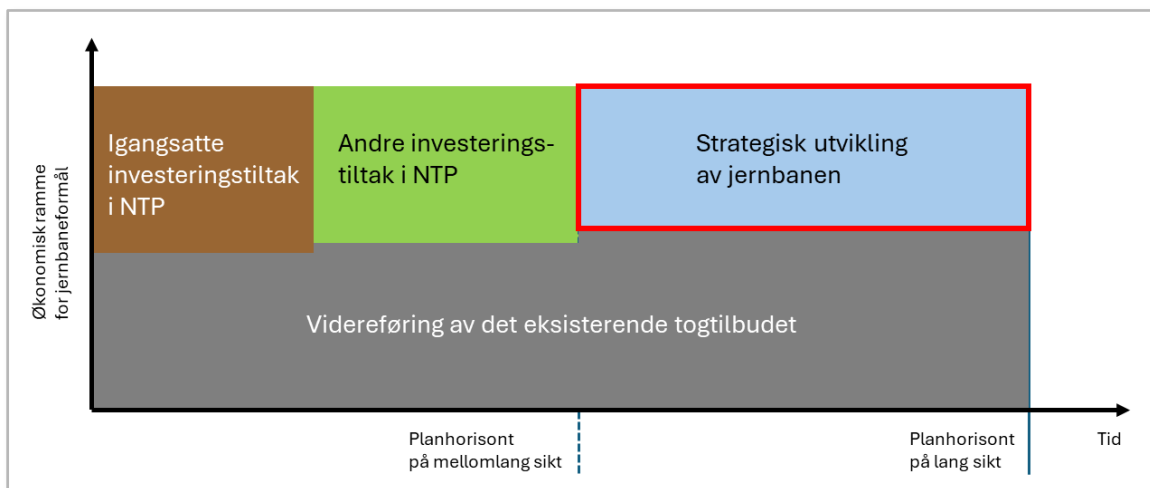 Økonomisk ramme
for jernbaneformål
Igangsatte
investeringstiltak
i NTP
Andre investerings-
tiltak i NTP
Strategisk utvikling
av jernbanen
Videreføring av det eksisterende togtilbudet
Planhorisont
på mellomlang sikt
Planhorisont
på lang sikt
Tid